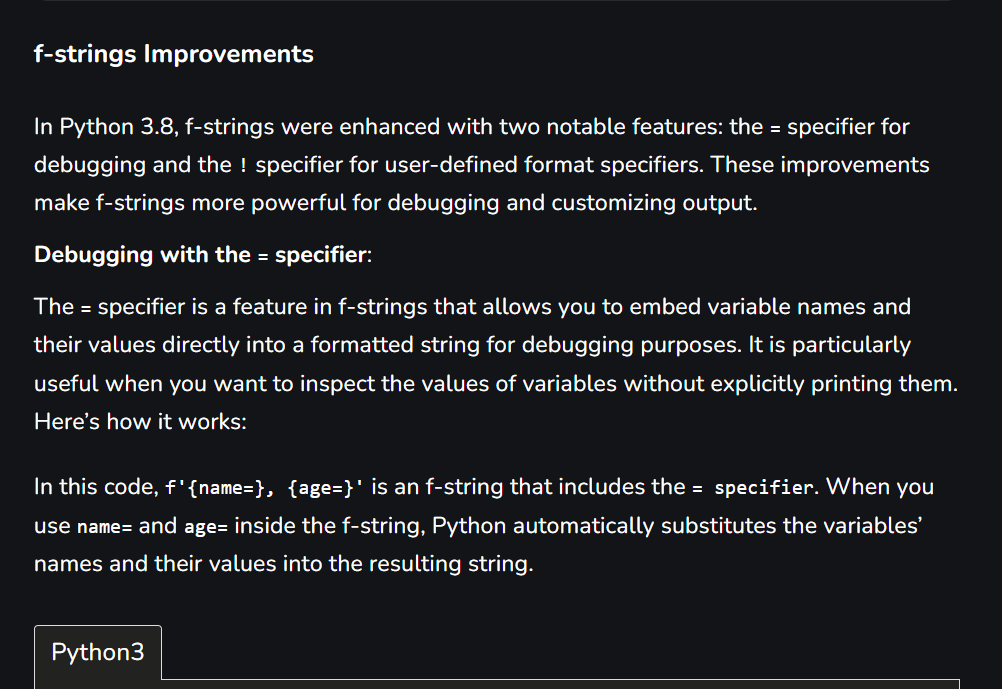 f-strings Improvements
In Python 3.8, f-strings were enhanced with two notable features: the = specifier for
debugging and the ! specifier for user-defined format specifiers. These improvements
make f-strings more powerful for debugging and customizing output.
Debugging with the = specifier:
The = specifier is a feature in f-strings that allows you to embed variable names and
their values directly into a formatted string for debugging purposes. It is particularly
useful when you want to inspect the values of variables without explicitly printing them.
Here’s how it works:
In this code, f'{name=}, {age=}' is an f-string that includes the = specifier. When you
use name= and age= inside the f-string, Python automatically substitutes the variables’
names and their values into the resulting string.
Python3